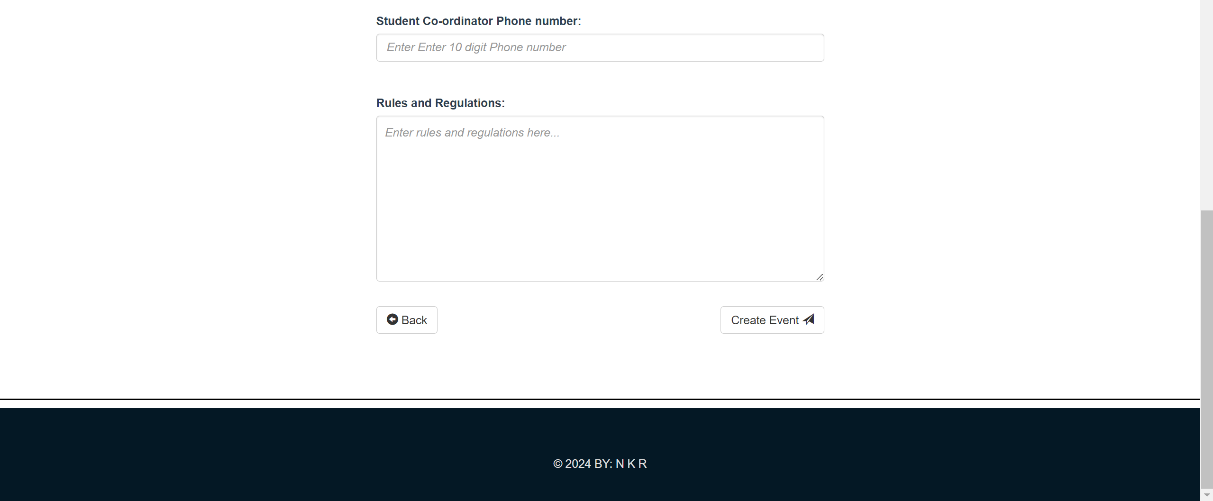 Student Co-ordinator Phone number:
Enter Enter 10 digit Phone number
Rules and Regulations:
Enter rules and regulations here...
Back
Create Event
© 2024 BY: N K R